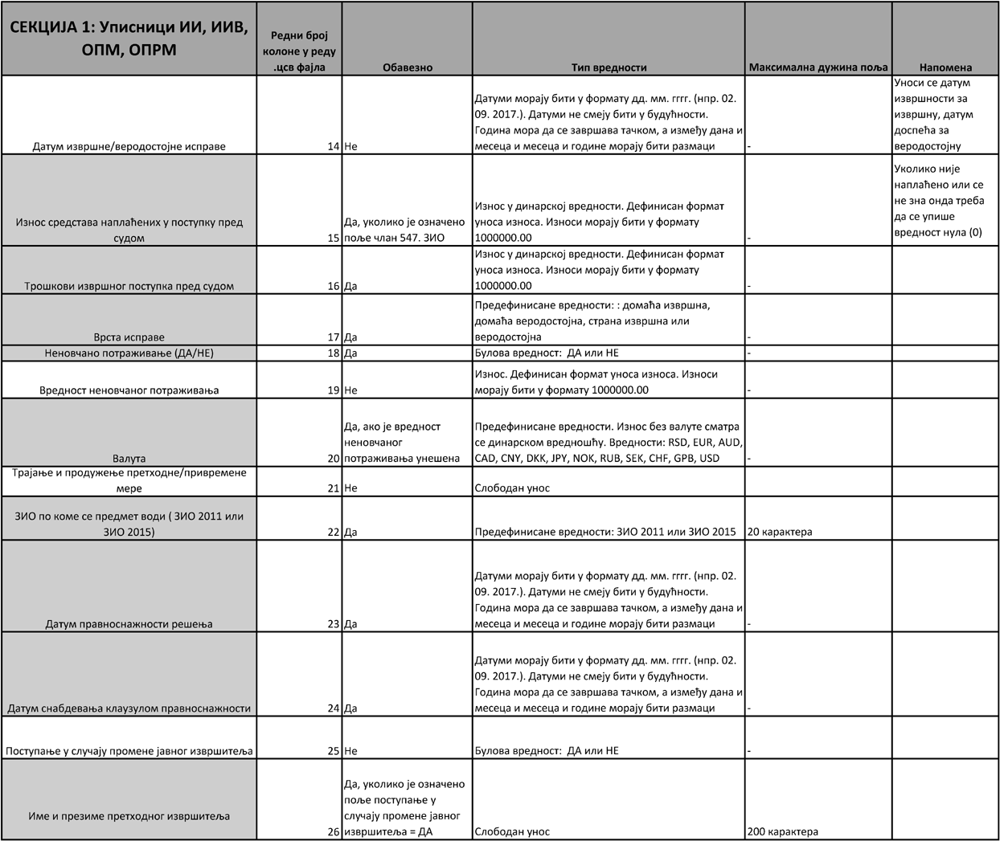 СЕКЦИЈА 1: Уписници ИИ, ИИВ,
ОПМ, ОПРМ
Редни број
колоне у реду
.цсв фајла
Обавезно
Тип вредности
Максимална дужина поља
Напомена
Датум извршне/веродостојне исправе
14
Не
Датуми морају бити у формату дд. мм. гггг. (нпр. 02.
09. 2017.). Датуми не смеју бити у будућности.
Година мора да се завршава тачком, а између дана и
месеца и месеца и године морају бити размаци
-
Уноси се датум
извршности за
извршну, датум
доспећа за
веродостојну
Износ средстава наплаћених у поступку пред
судом
15
Да, уколико је означено
поље члан 547. ЗИО
Износ у динарској вредности. Дефинисан формат
уноса износа. Износи морају бити у формату
1000000.00
-
Уколико није
наплаћено или се
не зна онда треба
да се упише
вредност нула (0)
Трошкови извршног поступка пред судом
16
Да
Износ у динарској вредности. Дефинисан формат
уноса износа. Износи морају бити у формату
1000000.00
-
Врста исправе
17
Да
Предефинисане вредности: : домаћа извршна,
домаћа веродостојна, страна извршна или
веродостојна
-
Неновчано потраживање (ДА/НЕ)
18
Да
Булова вредност:  ДА или НЕ
-
Вредност неновчаног потраживања
19
Не
Износ. Дефинисан формат уноса износа. Износи
морају бити у формату 1000000.00
-
Валута
20
Да, ако је вредност
неновчаног
потраживања унешена
Предефинисане вредности. Износ без валуте сматра
се динарском вредношћу. Вредности: RSD, EUR, AUD,
CAD, CNY, DKK, JPY, NOK, RUB, SEK, CHF, GPB, USD
-
Трајање и продужење претходне/привремене
мере
21
Не
Слободан унос
ЗИО по коме се предмет води ( ЗИО 2011 или
ЗИО 2015)
22
Да
Предефинисане вредности: ЗИО 2011 или ЗИО 2015
20 карактера
Датум правноснажности решења
23
Да
Датуми морају бити у формату дд. мм. гггг. (нпр. 02.
09. 2017.). Датуми не смеју бити у будућности.
Година мора да се завршава тачком, а између дана и
месеца и месеца и године морају бити размаци
-
Датум снабдевања клаузулом правноснажности
24
Да
Датуми морају бити у формату дд. мм. гггг. (нпр. 02.
09. 2017.). Датуми не смеју бити у будућности.
Година мора да се завршава тачком, а између дана и
месеца и месеца и године морају бити размаци
-
Поступање у случају промене јавног извршитеља
25
Не
Булова вредност:  ДА или НЕ
-
Име и презиме претходног извршитеља
26
Да, уколико је означено
поље поступање у
случају промене јавног
извршитеља = ДА
Слободан унос
200 карактера